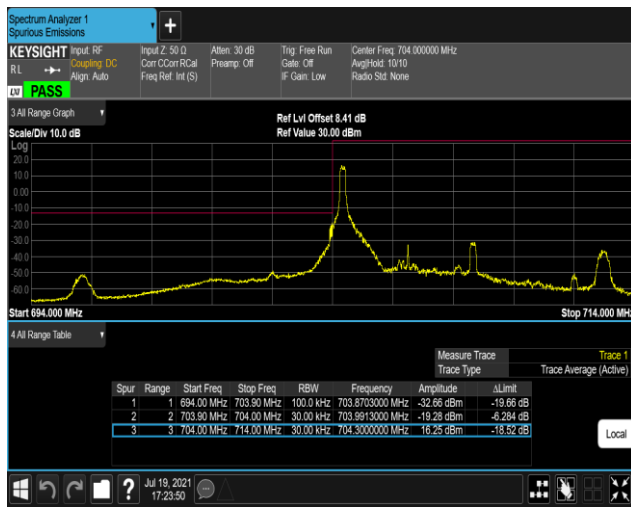 Spectrum Analyzer 1
Spurious Emissions
KEYSIGHT Input: RF Input Z: 50 Ω Atten: 30 dB Trig: Free Run Center Freq: 704.000000 MHz
R L Coupling: DC Corr CCorr RCal Preamp: Off Gate: Off Avg|Hold: 10/10
Align: Auto Freq Ref: Int (S) IF Gain: Low Radio Std: None
LXI PASS
3 All Range Graph
Ref Lvl Offset 8.41 dB
Scale/Div 10.0 dB Ref Value 30.00 dBm
Log
20.0
10.0
0.00
-10.0
-20.0
-30.0
-40.0
-50.0
-60.0
Start 694.000 MHz Stop 714.000 MHz
4 All Range Table
Measure Trace Trace 1
Trace Type Trace Average (Active)
Spur Range Start Freq Stop Freq RBW Frequency Amplitude ΔLimit
1 1 694.00 MHz 703.90 MHz 100.0 kHz 703.8703000 MHz -32.66 dBm -19.66 dB
2 2 703.90 MHz 704.00 MHz 30.00 kHz 703.9913000 MHz -19.28 dBm -6.284 dB
3 3 704.00 MHz 714.00 MHz 30.00 kHz 704.3000000 MHz 16.25 dBm -18.52 dB
Local
? Jul 19, 2021
17:23:50